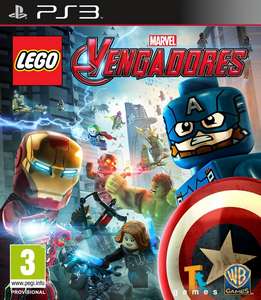 PS3
LEGO
MARVEL
VENGADORES
A
3
www.pegi.info
PROVISIONAL
TT
games
WB
GAMES